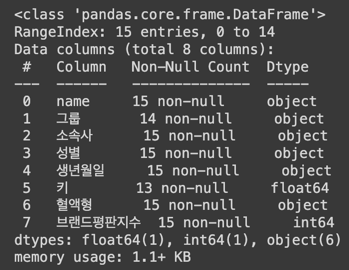 <class 'pandas.core.frame.DataFrame'>
RangeIndex: 15 entries, 0 to 14
Data columns (total 8 columns):
 #   Column   Non-Null Count  Dtype
---  ------   --------------  -----
 0   name     15 non-null     object
 1   그룹       14 non-null     object
 2   소속사      15 non-null     object
 3   성별       15 non-null     object
 4   생년월일     15 non-null     object
 5   키        13 non-null     float64
 6   혈액형      15 non-null     object
 7   브랜드평판지수  15 non-null     int64
dtypes: float64(1), int64(1), object(6)
memory usage: 1.1+ KB